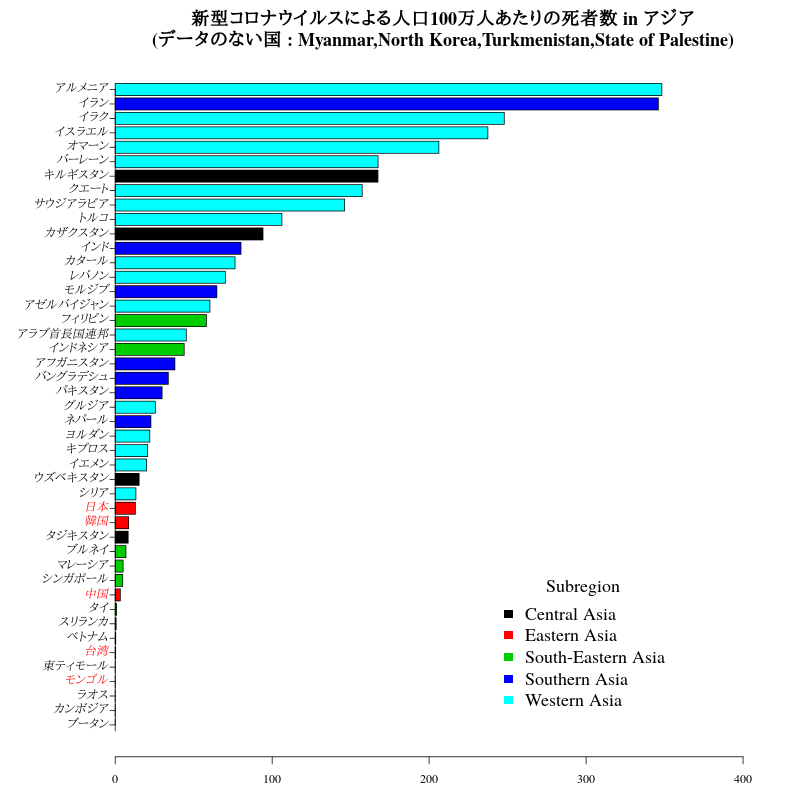 新型コロナウイルスによる人口100万人あたりの死者数 in アジア
(データのない国 : Myanmar,North Korea,Turkmenistan,State of Palestine)
アルメニア
イラン
イラク
イスラエル
オマーン
バーレーン
キルギスタン
クエート
サウジアラビア
トルコ
カザクスタン
インド
カタール
レバノン
モルジブ
アゼルバイジャン
フィリピン
アラブ首長国連邦
インドネシア
アフガニスタン
バングラデシュ
パキスタン
グルジア
ネパール
ヨルダン
キプロス
イエメン
ウズベキスタン
シリア
日本
韓国
タジキスタン
ブルネイ
マレーシア
シンガポール
中国
タイ
スリランカ
ベトナム
台湾
東ティモール
モンゴル
ラオス
カンボジア
ブータン
Subregion
Central Asia
Eastern Asia
South-Eastern Asia
Southern Asia
Western Asia
0 100 200 300 400